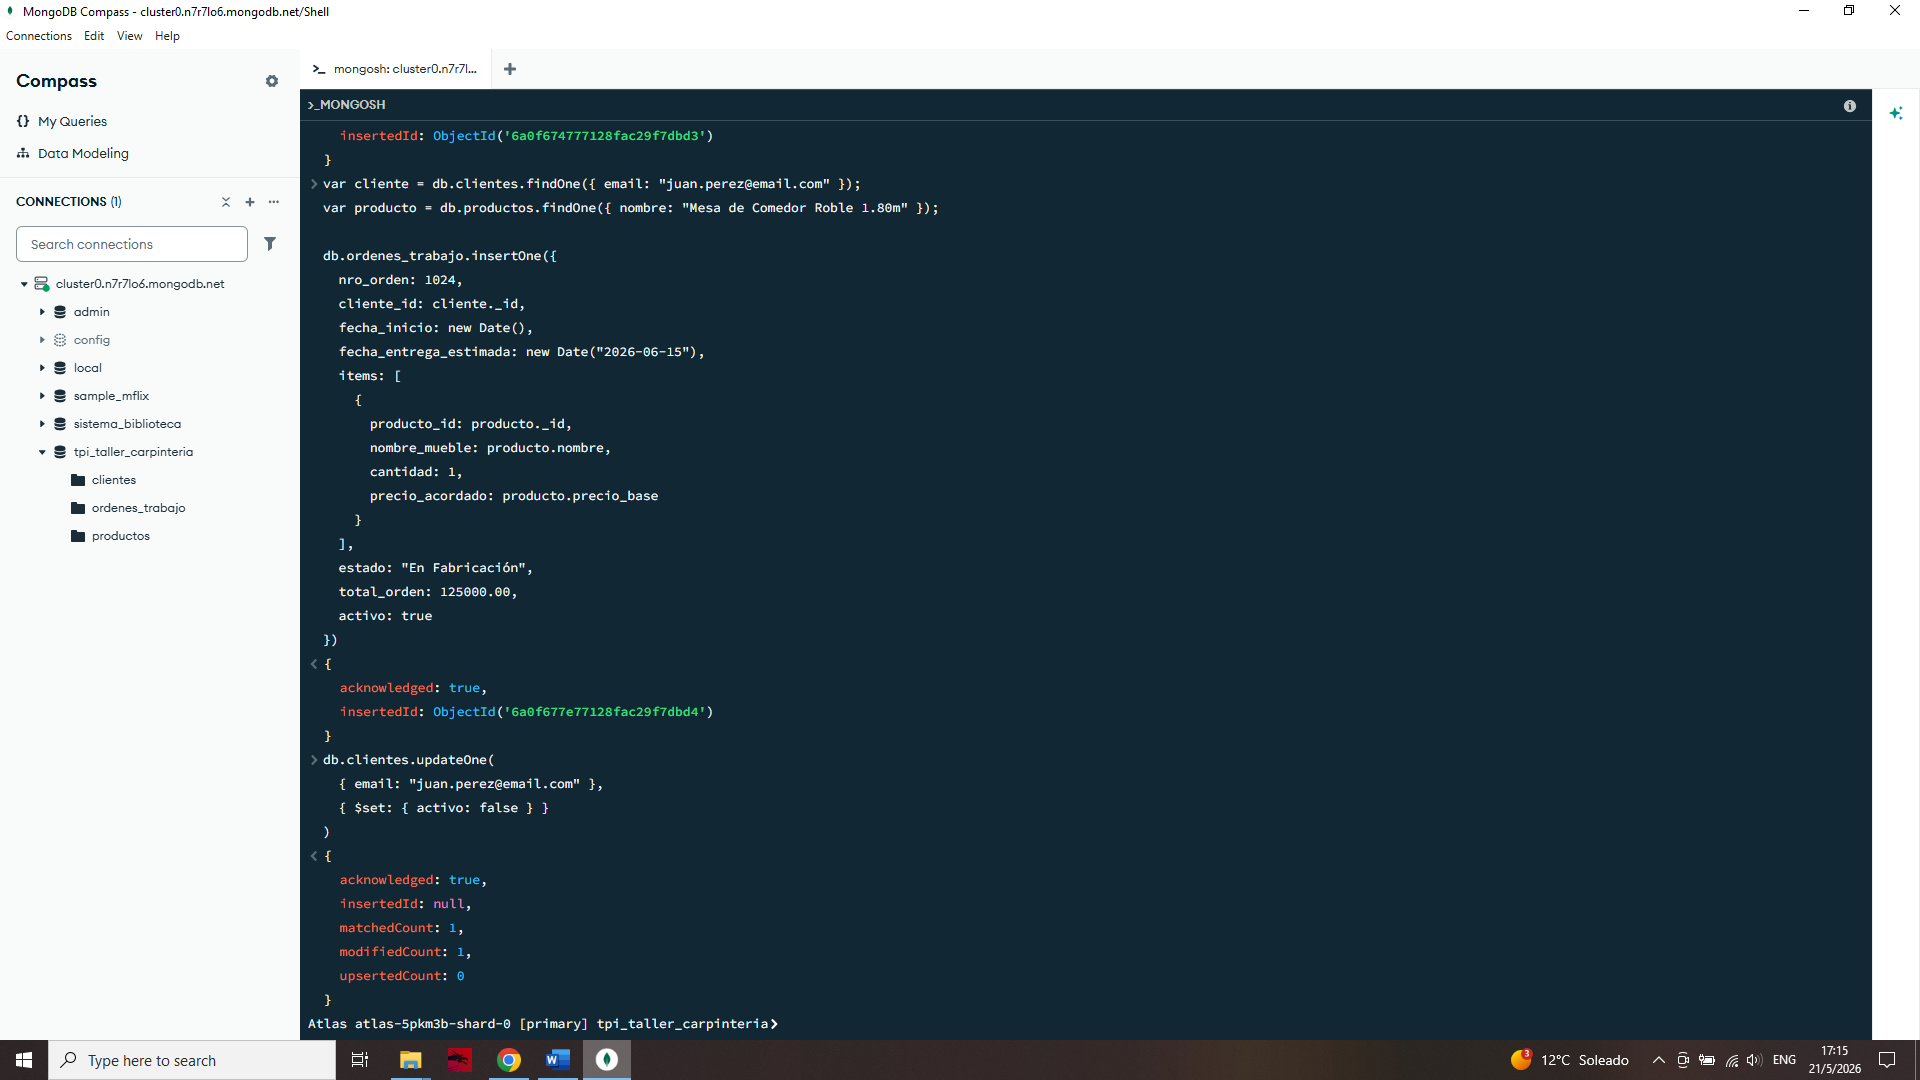 MongoDB Compass - cluster0.n7r7lo6.mongodb.net/Shell
Connections Edit View Help
Compass
My Queries
Data Modeling
CONNECTIONS (1)
Search connections
cluster0.n7r7lo6.mongodb.net
admin
config
local
sample_mflix
sistema_biblioteca
tpi_taller_carpinteria
clientes
ordenes_trabajo
productos
>_ mongosh: cluster0.n7r7l...
>_MONGOSH
insertedId: ObjectId('6a0f674777128fac29f7dbd3')
}
> var cliente = db.clientes.findOne({ email: "juan.perez@email.com" });
var producto = db.productos.findOne({ nombre: "Mesa de Comedor Roble 1.80m" });
db.ordenes_trabajo.insertOne({
nro_orden: 1024,
cliente_id: cliente._id,
fecha_inicio: new Date(),
fecha_entrega_estimada: new Date("2026-06-15"),
items: [
{
producto_id: producto._id,
nombre_mueble: producto.nombre,
cantidad: 1,
precio_acordado: producto.precio_base
}
],
estado: "En Fabricación",
total_orden: 125000.00,
activo: true
})
< {
acknowledged: true,
insertedId: ObjectId('6a0f677e77128fac29f7dbd4')
}
> db.clientes.updateOne(
{ email: "juan.perez@email.com" },
{ $set: { activo: false } }
)
< {
acknowledged: true,
insertedId: null,
matchedCount: 1,
modifiedCount: 1,
upsertedCount: 0
}
Atlas atlas-5pkm3b-shard-0 [primary] tpi_taller_carpinteria>
Type here to search
3
12°C Soleado
ENG
17:15
21/5/2026